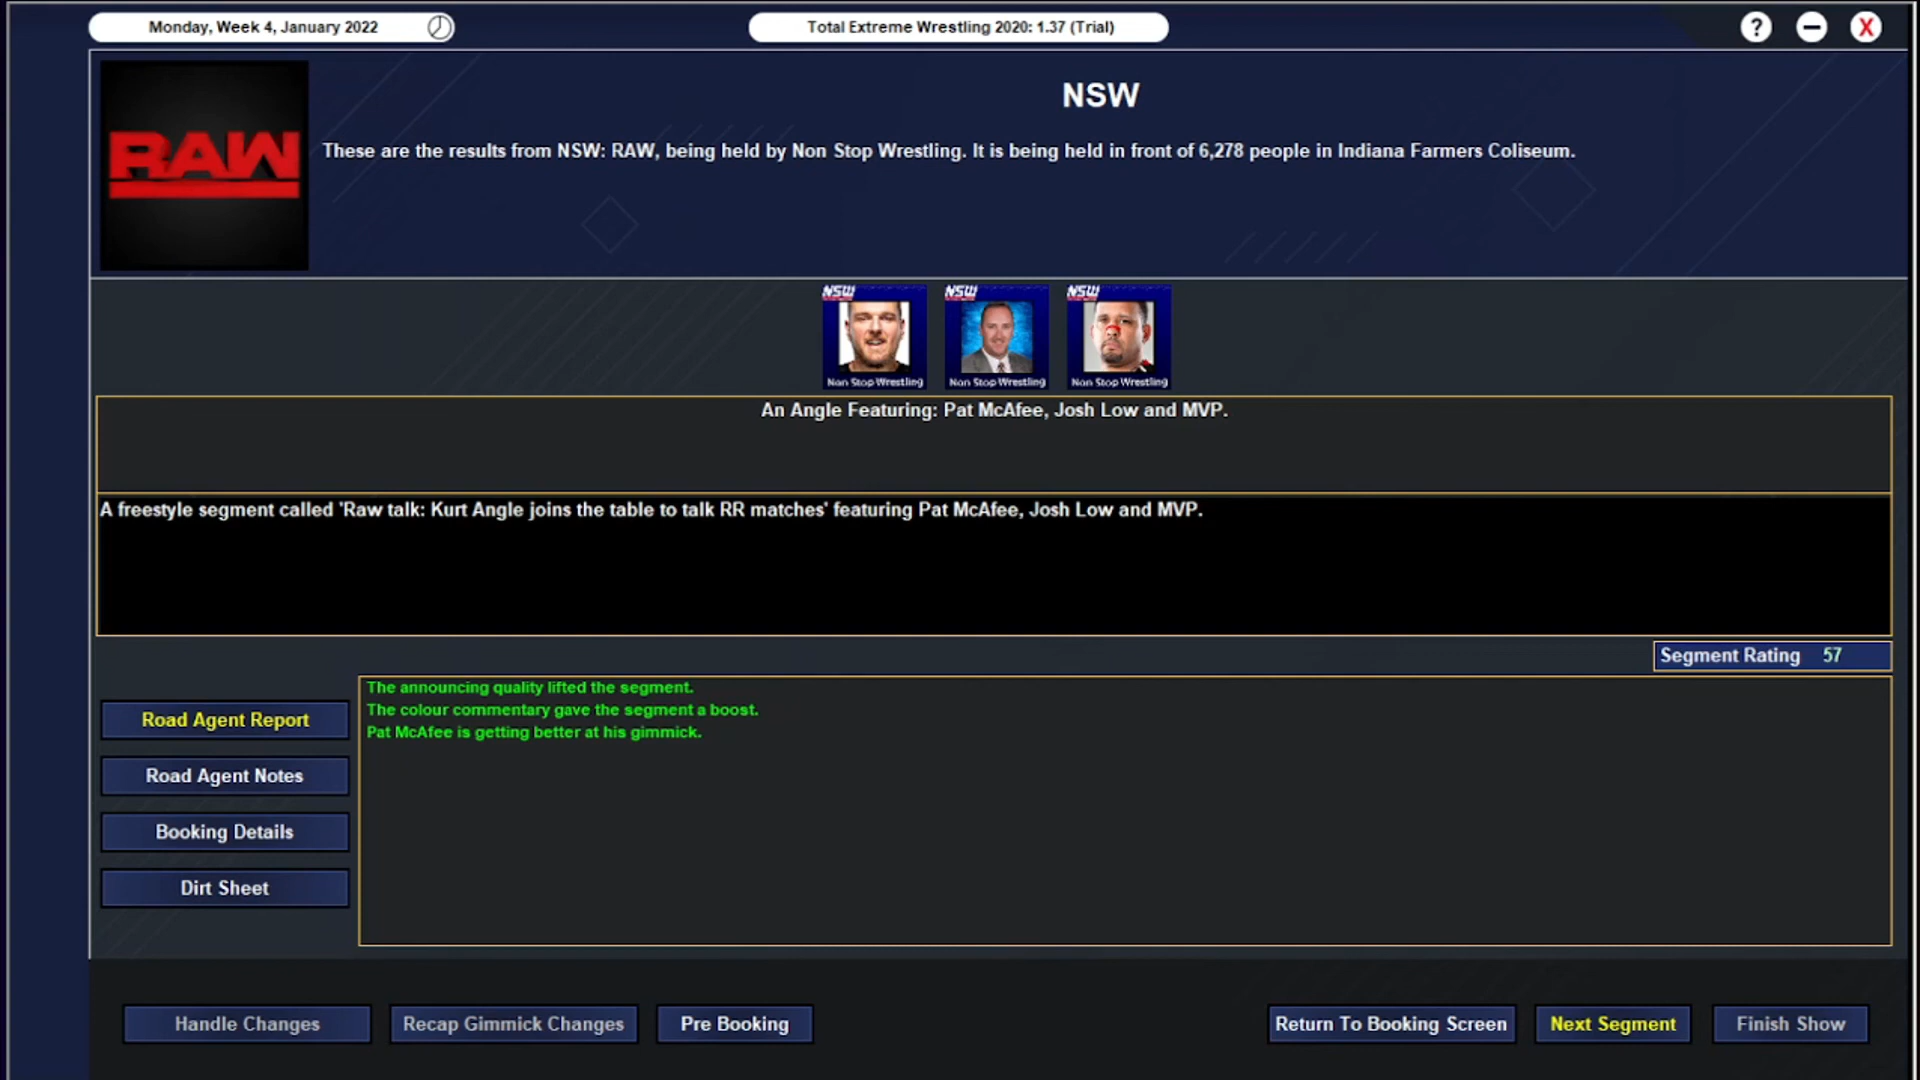 Monday, Week 4, January 2022
Total Extreme Wrestling 2020: 1.37 (Trial)
?
X
RAW
NSW
These are the results from NSW: RAW, being held by Non Stop Wrestling. It is being held in front of 6,278 people in Indiana Farmers Coliseum.
NSW NSW NSW
Non Stop Wrestling Non Stop Wrestling Non Stop Wrestling
An Angle Featuring: Pat McAfee, Josh Low and MVP.
A freestyle segment called 'Raw talk: Kurt Angle joins the table to talk RR matches' featuring Pat McAfee, Josh Low and MVP.
Segment Rating 57
Road Agent Report
Road Agent Notes
Booking Details
Dirt Sheet
The announcing quality lifted the segment.
The colour commentary gave the segment a boost.
Pat McAfee is getting better at his gimmick.
Handle Changes
Recap Gimmick Changes
Pre Booking
Return To Booking Screen
Next Segment
Finish Show